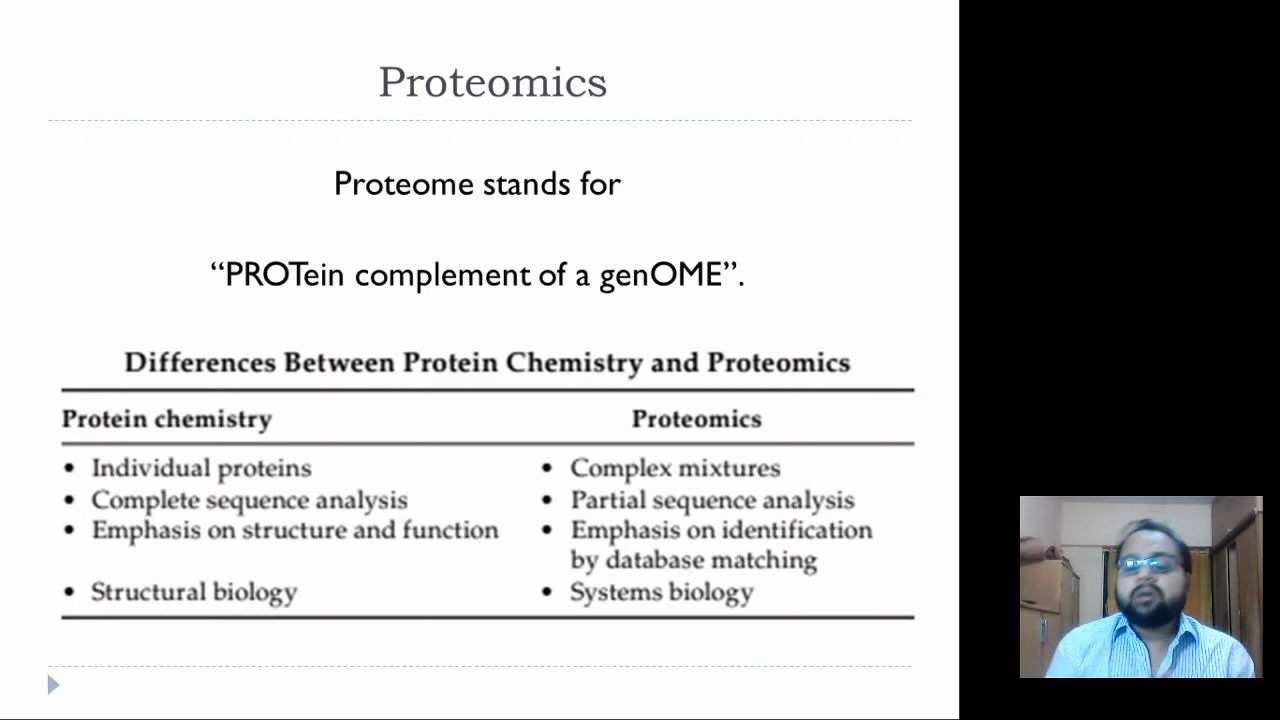 Proteomics
Proteome stands for
“PROTein complement of a genOME”.
Differences Between Protein Chemistry and Proteomics
Protein chemistry Proteomics
• Individual proteins • Complex mixtures
• Complete sequence analysis • Partial sequence analysis
• Emphasis on structure and function • Emphasis on identification
by database matching
• Structural biology • Systems biology